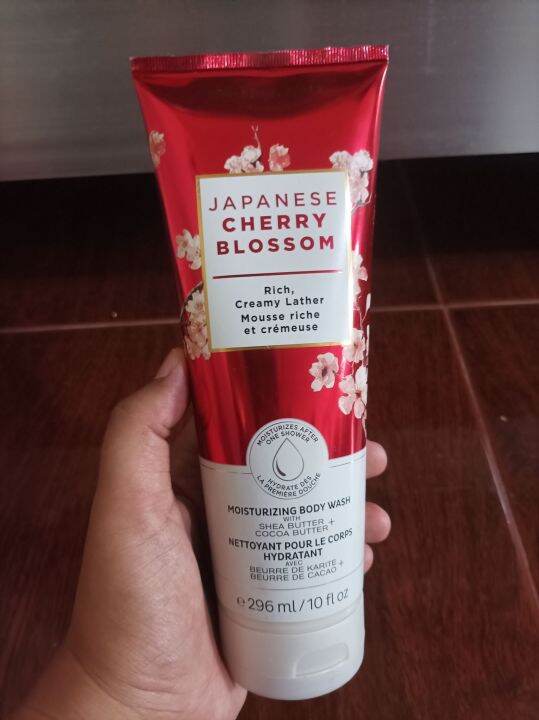 JAPANESE
CHERRY
BLOSSOM
Rich,
Creamy Lather
Mousse riche
et crémeuse
MOISTURIZES AFTER
ONE SHOWER
HYDRATE DÈS
LA PREMIÈRE DOUCHE
MOISTURIZING BODY WASH
WITH
SHEA BUTTER +
COCOA BUTTER
NETTOYANT POUR LE CORPS
HYDRATANT
AVEC
BEURRE DE KARITÉ +
BEURRE DE CACAO
e 296 ml / 10 fl oz